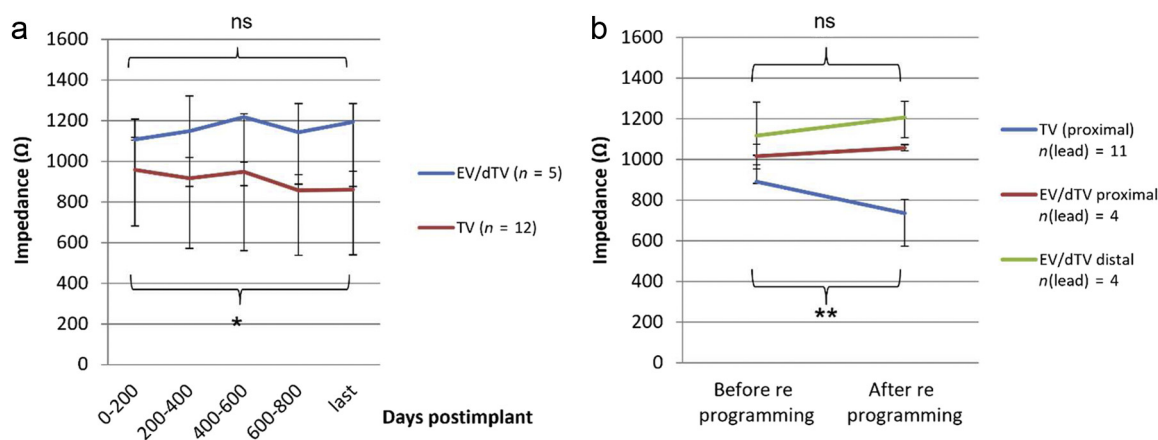 a
ns
1600
1400
1200
1000
800
600
400
200
0
Impedance (Ω)
*
0-200
200-400
400-600
600-800
last
Days postimplant
EV/dTV (n = 5)
TV (n = 12)
b
ns
1600
1400
1200
1000
800
600
400
200
0
Impedance (Ω)
**
Before re
programming
After re
programming
TV (proximal)
n(lead) = 11
EV/dTV proximal
n(lead) = 4
EV/dTV distal
n(lead) = 4